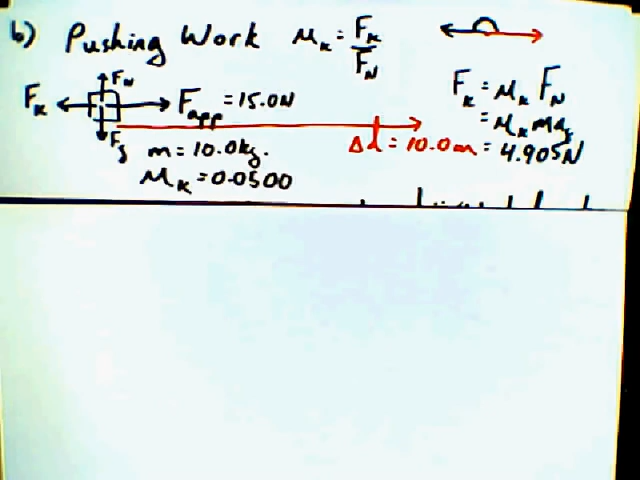 b) Pushing Work μK = FK / FN
FK = μK FN
= μK mag
= 4.905N
FN
FK
Fapp = 15.0N
Fg
Δd = 10.0m
m = 10.0kg.
μK = 0.0500